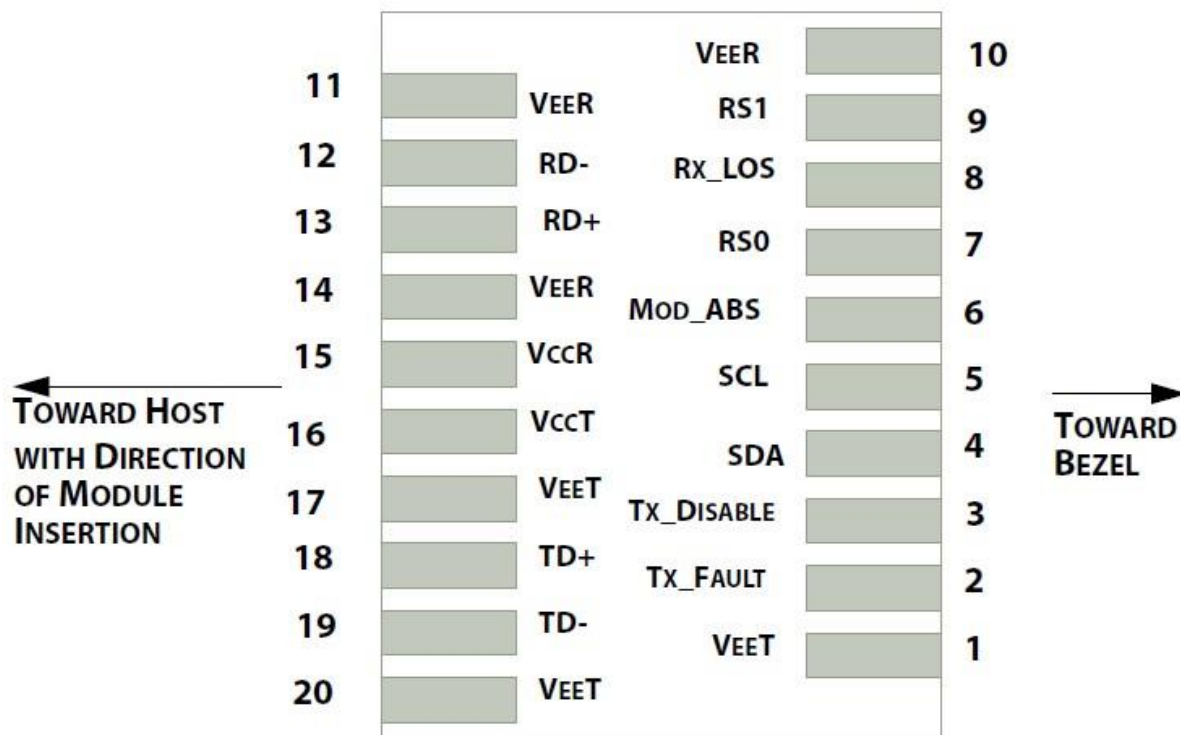 11 VEER
12 RD-
13 RD+
14 VEER
15 VCCR
16 VCCT
17 VEET
18 TD+
19 TD-
20 VEET
TOWARD HOST
WITH DIRECTION
OF MODULE
INSERTION
VEER 10
RS1 9
RX_LOS 8
RS0 7
MOD_ABS 6
SCL 5
SDA 4
TX_DISABLE 3
TX_FAULT 2
VEET 1
TOWARD
BEZEL